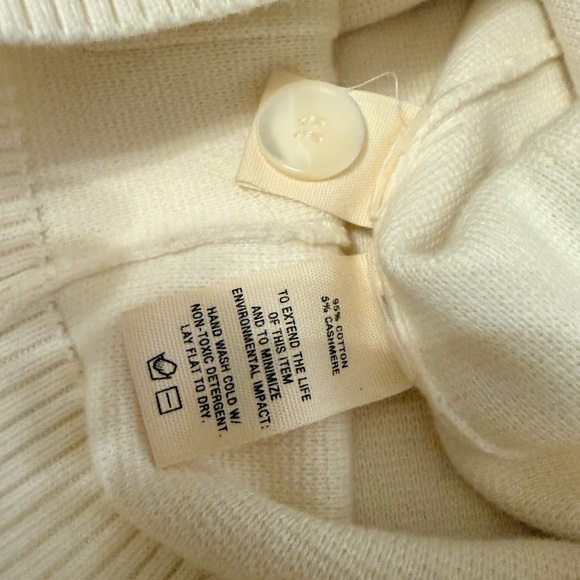 95% COTTON
5% CASHMERE
TO EXTEND THE LIFE
OF THIS ITEM
AND TO MINIMIZE
ENVIRONMENTAL IMPACT:
HAND WASH COLD W/
NON-TOXIC DETERGENT.
LAY FLAT TO DRY.